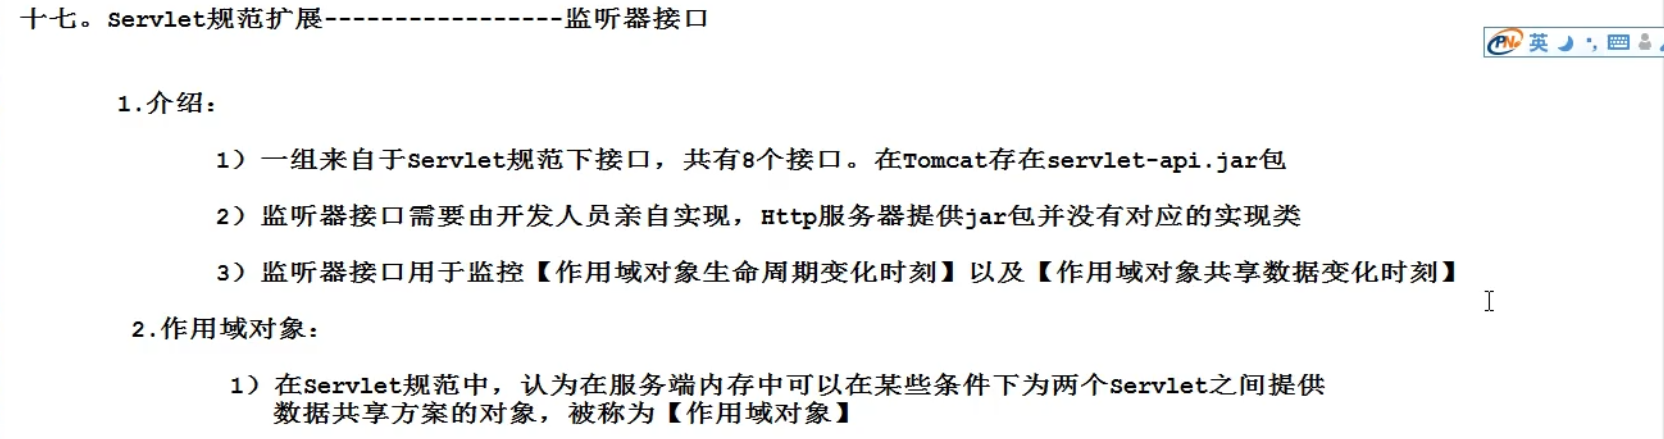 十七。Servlet规范扩展-----------------监听器接口
英
1.介绍：
1）一组来自于Servlet规范下接口，共有8个接口。在Tomcat存在servlet-api.jar包
2）监听器接口需要由开发人员亲自实现，Http服务器提供jar包并没有对应的实现类
3）监听器接口用于监控【作用域对象生命周期变化时刻】以及【作用域对象共享数据变化时刻】
2.作用域对象：
1）在Servlet规范中，认为在服务端内存中可以在某些条件下为两个Servlet之间提供
数据共享方案的对象，被称为【作用域对象】